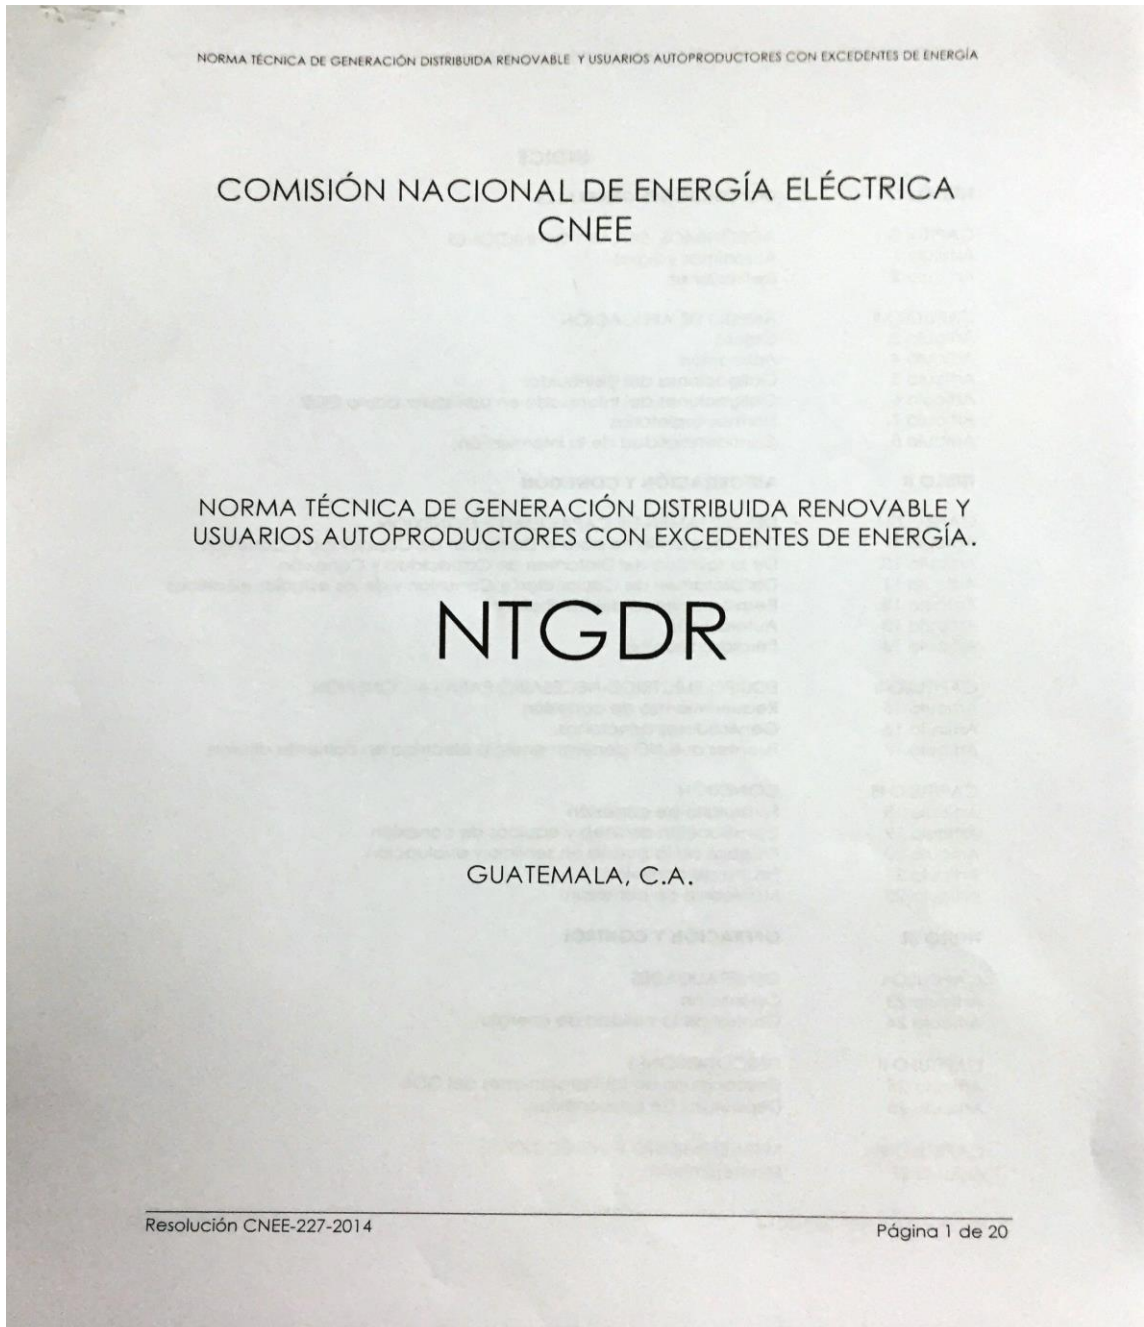 NORMA TÉCNICA DE GENERACIÓN DISTRIBUIDA RENOVABLE Y USUARIOS AUTOPRODUCTORES CON EXCEDENTES DE ENERGÍA
COMISIÓN NACIONAL DE ENERGÍA ELÉCTRICA
CNEE
NORMA TÉCNICA DE GENERACIÓN DISTRIBUIDA RENOVABLE Y
USUARIOS AUTOPRODUCTORES CON EXCEDENTES DE ENERGÍA.
NTGDR
GUATEMALA, C.A.
Resolución CNEE-227-2014
Página 1 de 20